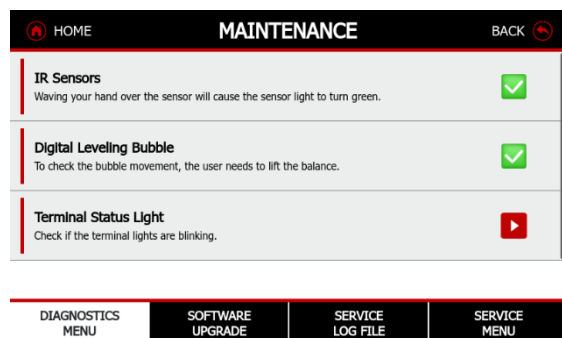 HOME
MAINTENANCE
BACK
IR Sensors
Waving your hand over the sensor will cause the sensor light to turn green.
Digital Leveling Bubble
To check the bubble movement, the user needs to lift the balance.
Terminal Status Light
Check if the terminal lights are blinking.
DIAGNOSTICS
MENU
SOFTWARE
UPGRADE
SERVICE
LOG FILE
SERVICE
MENU